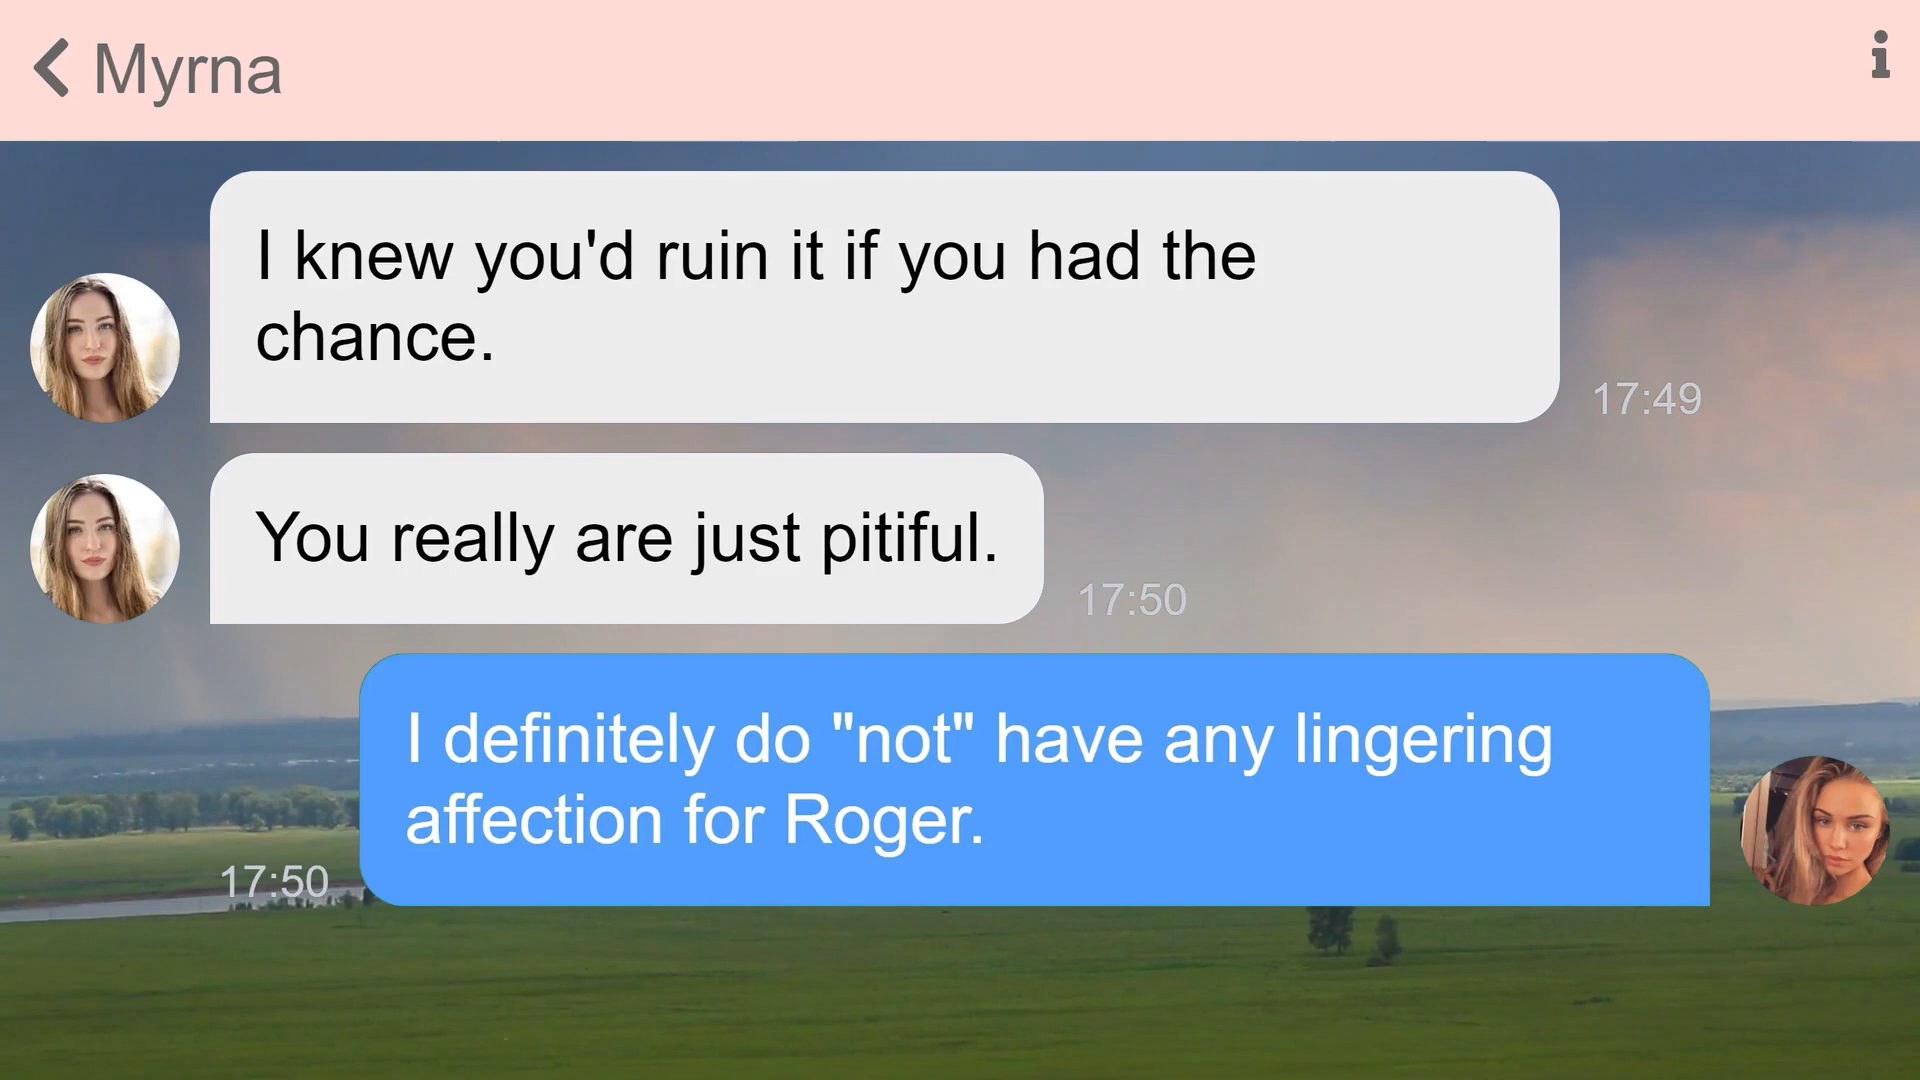 Myrna
I knew you'd ruin it if you had the
chance.
17:49
You really are just pitiful.
17:50
I definitely do "not" have any lingering
affection for Roger.
17:50